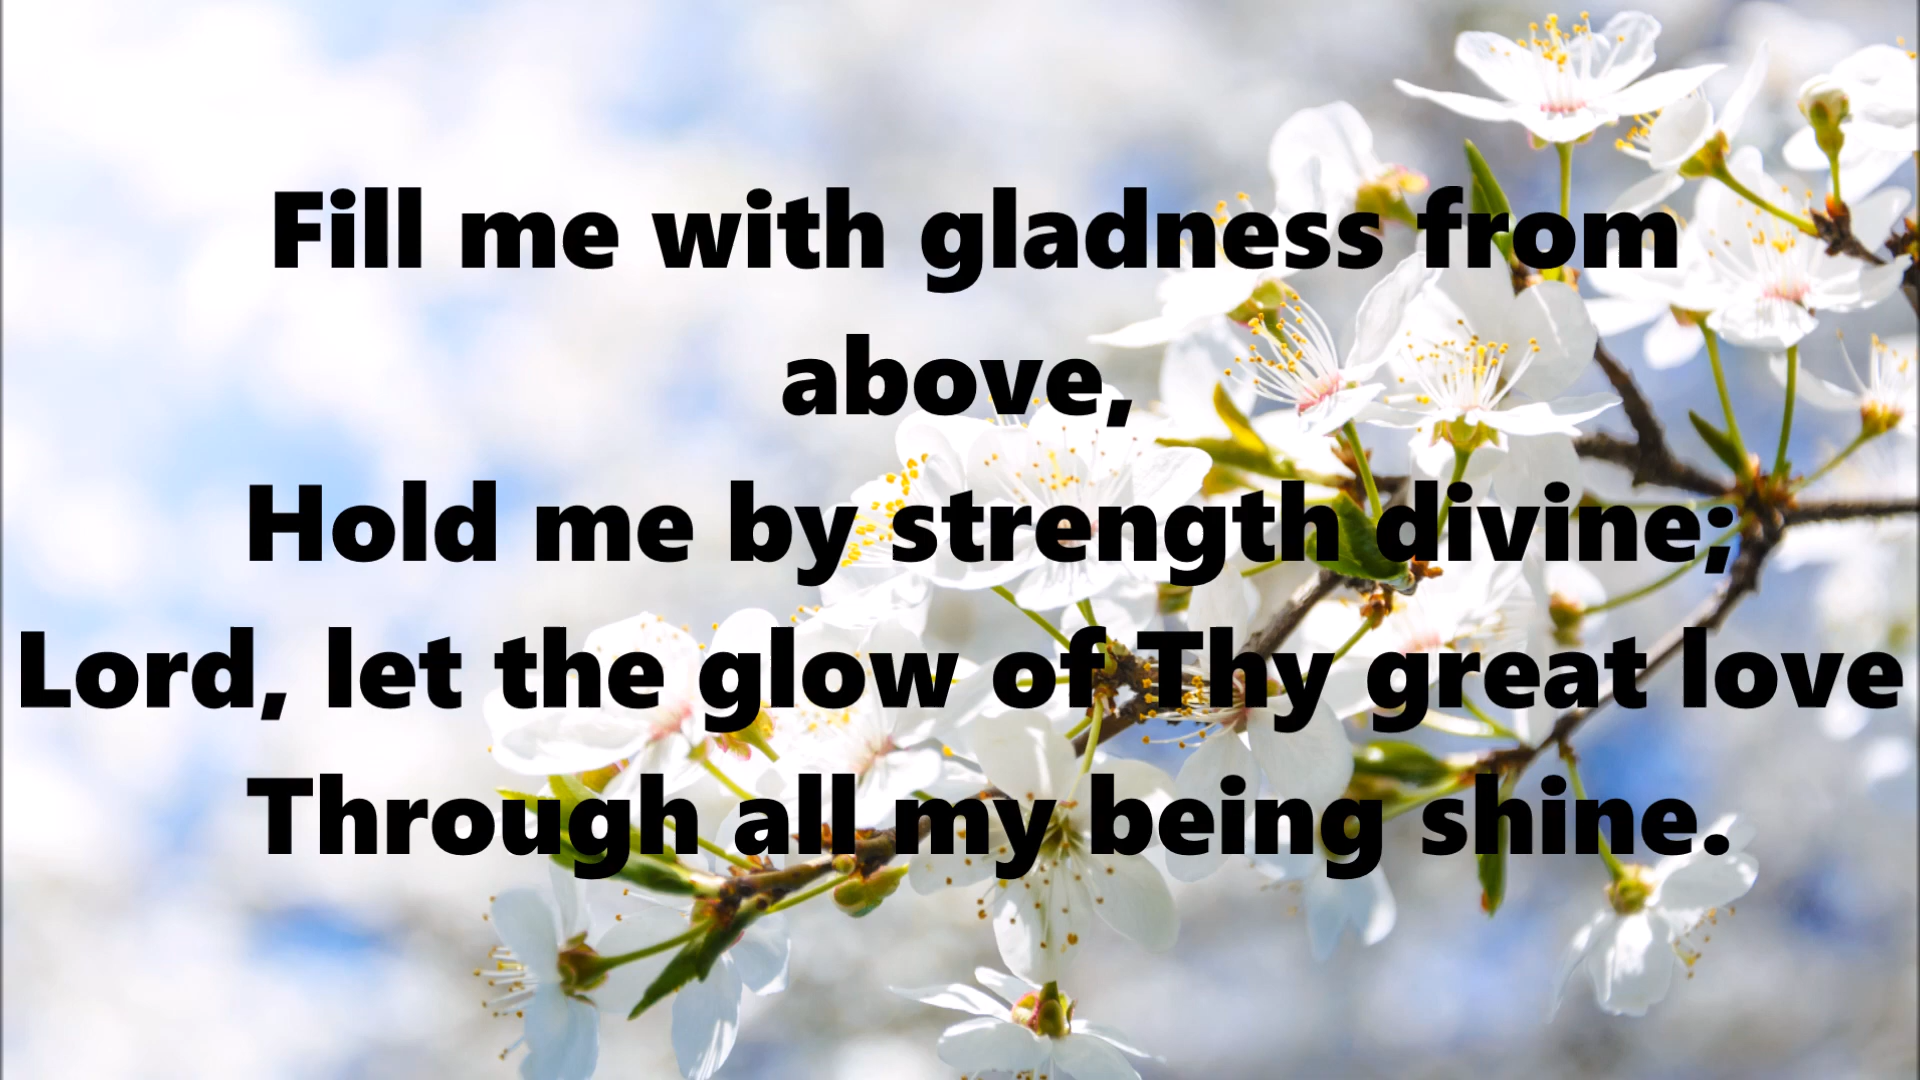 Fill me with gladness from
above,
Hold me by strength divine;
Lord, let the glow of Thy great love
Through all my being shine.